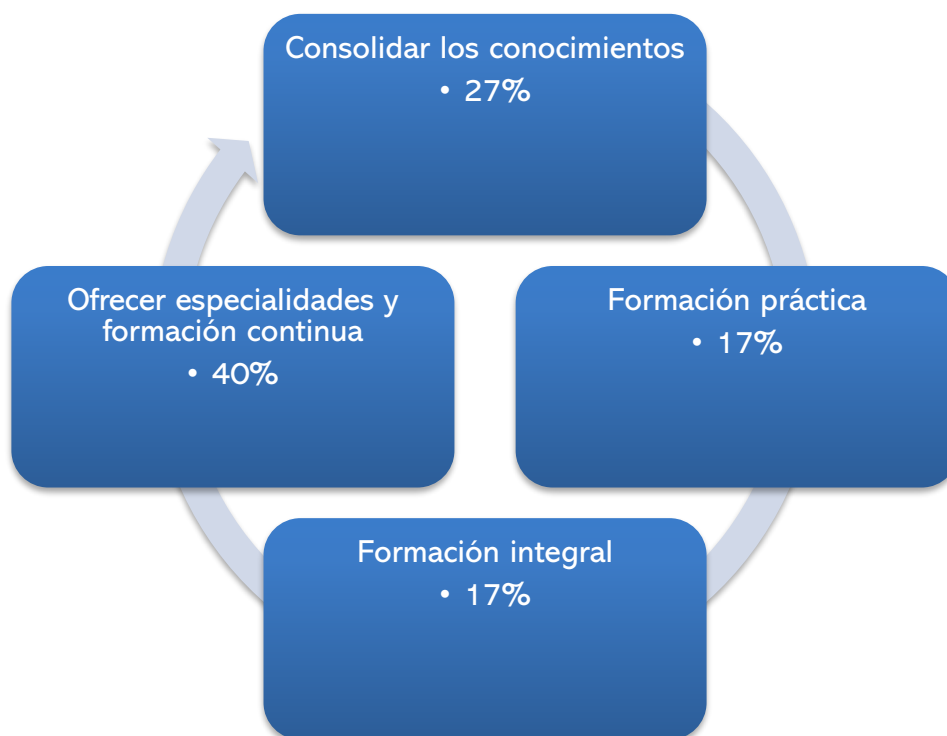 Consolidar los conocimientos
• 27%
Formación práctica
• 17%
Formación integral
• 17%
Ofrecer especialidades y
formación continua
• 40%